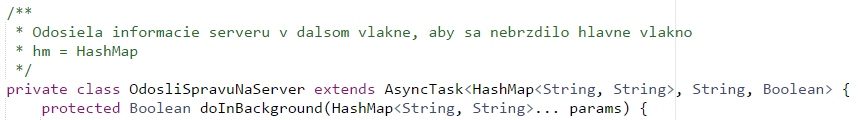 /**
 * Odosiela informacie serveru v dalsom vlakne, aby sa nebrzdilo hlavne vlakno
 * hm = HashMap
 */
private class OdosliSpravuNaServer extends AsyncTask<HashMap<String, String>, String, Boolean> {
    protected Boolean doInBackground(HashMap<String, String>... params) {